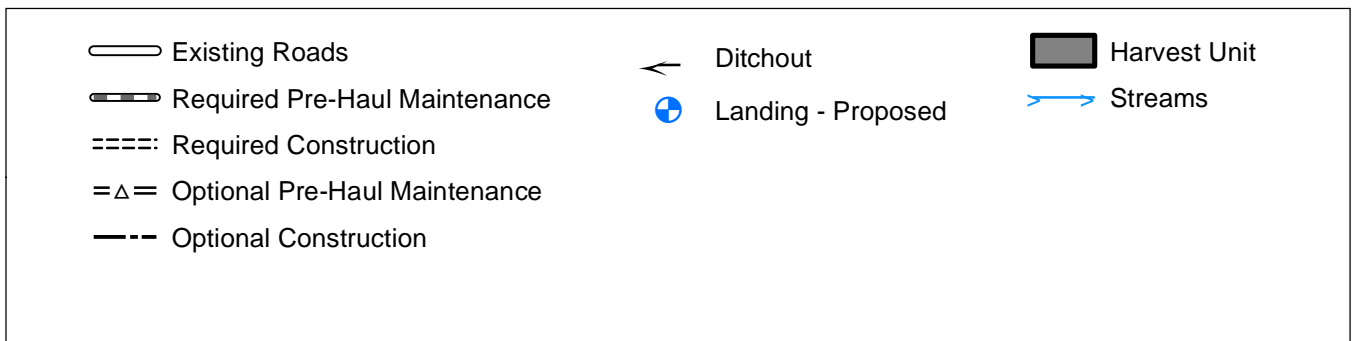 Existing Roads
Required Pre-Haul Maintenance
Required Construction
Optional Pre-Haul Maintenance
Optional Construction
Ditchout
Landing - Proposed
Harvest Unit
Streams